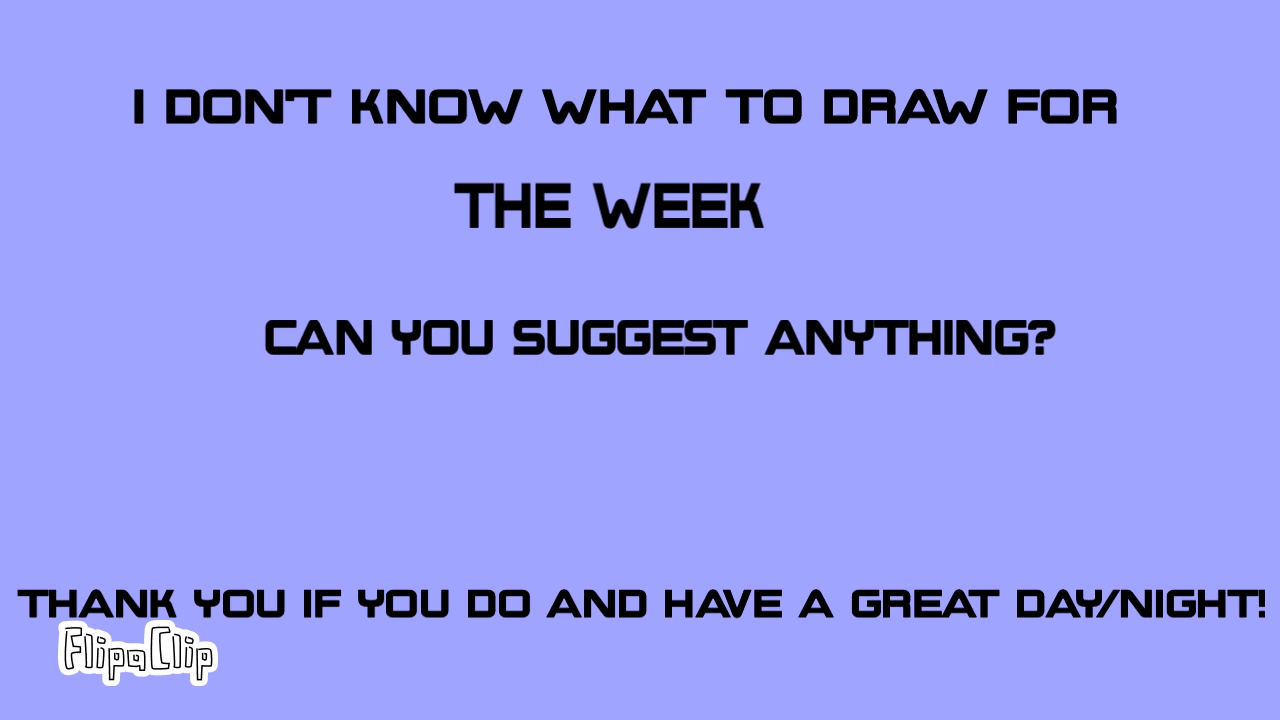 I DON'T KNOW WHAT TO DRAW FOR
THE WEEK
CAN YOU SUGGEST ANYTHING?
THANK YOU IF YOU DO AND HAVE A GREAT DAY/NIGHT!
FlipaClip